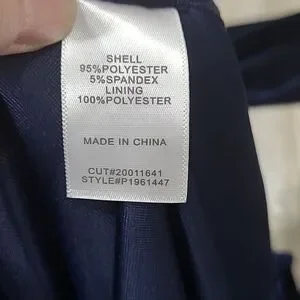 SHELL
95%POLYESTER
5%SPANDEX
LINING
100%POLYESTER
MADE IN CHINA
CUT#20011641
STYLE#P1961447